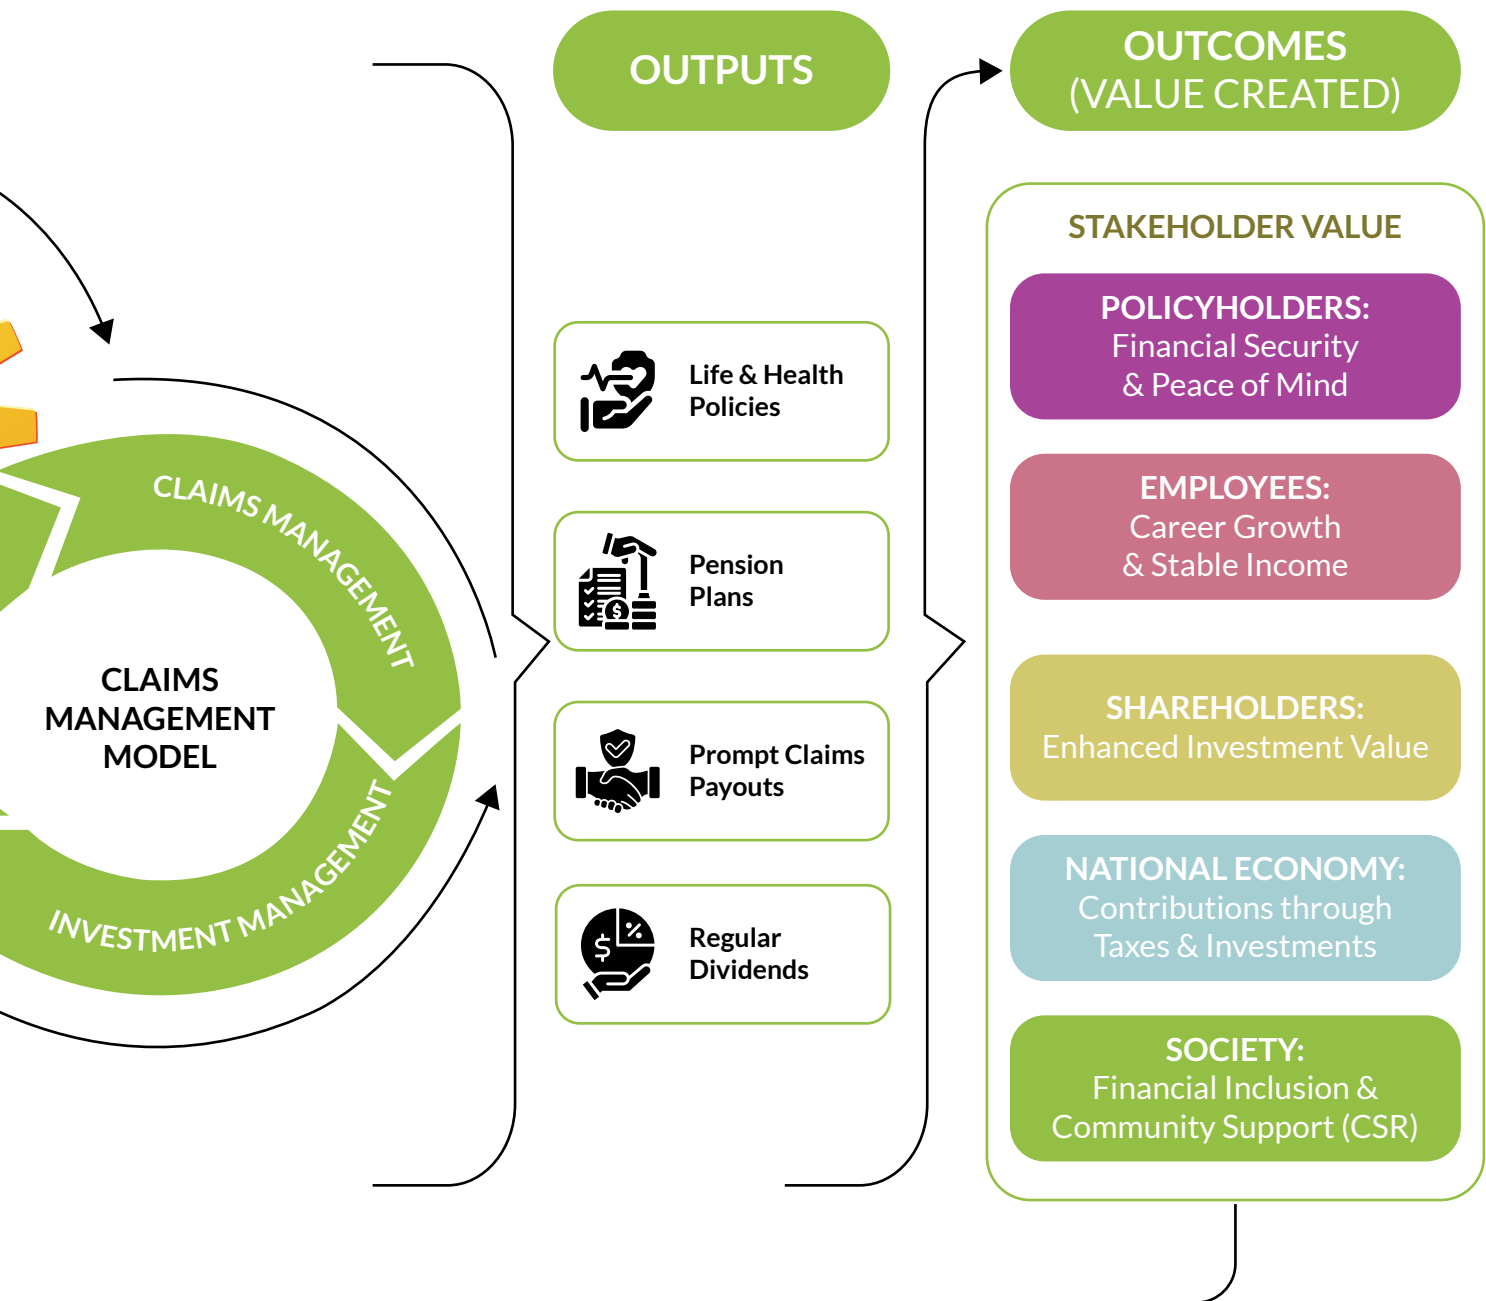 CLAIMS MANAGEMENT
CLAIMS
MANAGEMENT
MODEL
INVESTMENT MANAGEMENT
OUTPUTS
Life & Health
Policies
Pension
Plans
Prompt Claims
Payouts
Regular
Dividends
OUTCOMES
(VALUE CREATED)
STAKEHOLDER VALUE
POLICYHOLDERS:
Financial Security
& Peace of Mind
EMPLOYEES:
Career Growth
& Stable Income
SHAREHOLDERS:
Enhanced Investment Value
NATIONAL ECONOMY:
Contributions through
Taxes & Investments
SOCIETY:
Financial Inclusion &
Community Support (CSR)